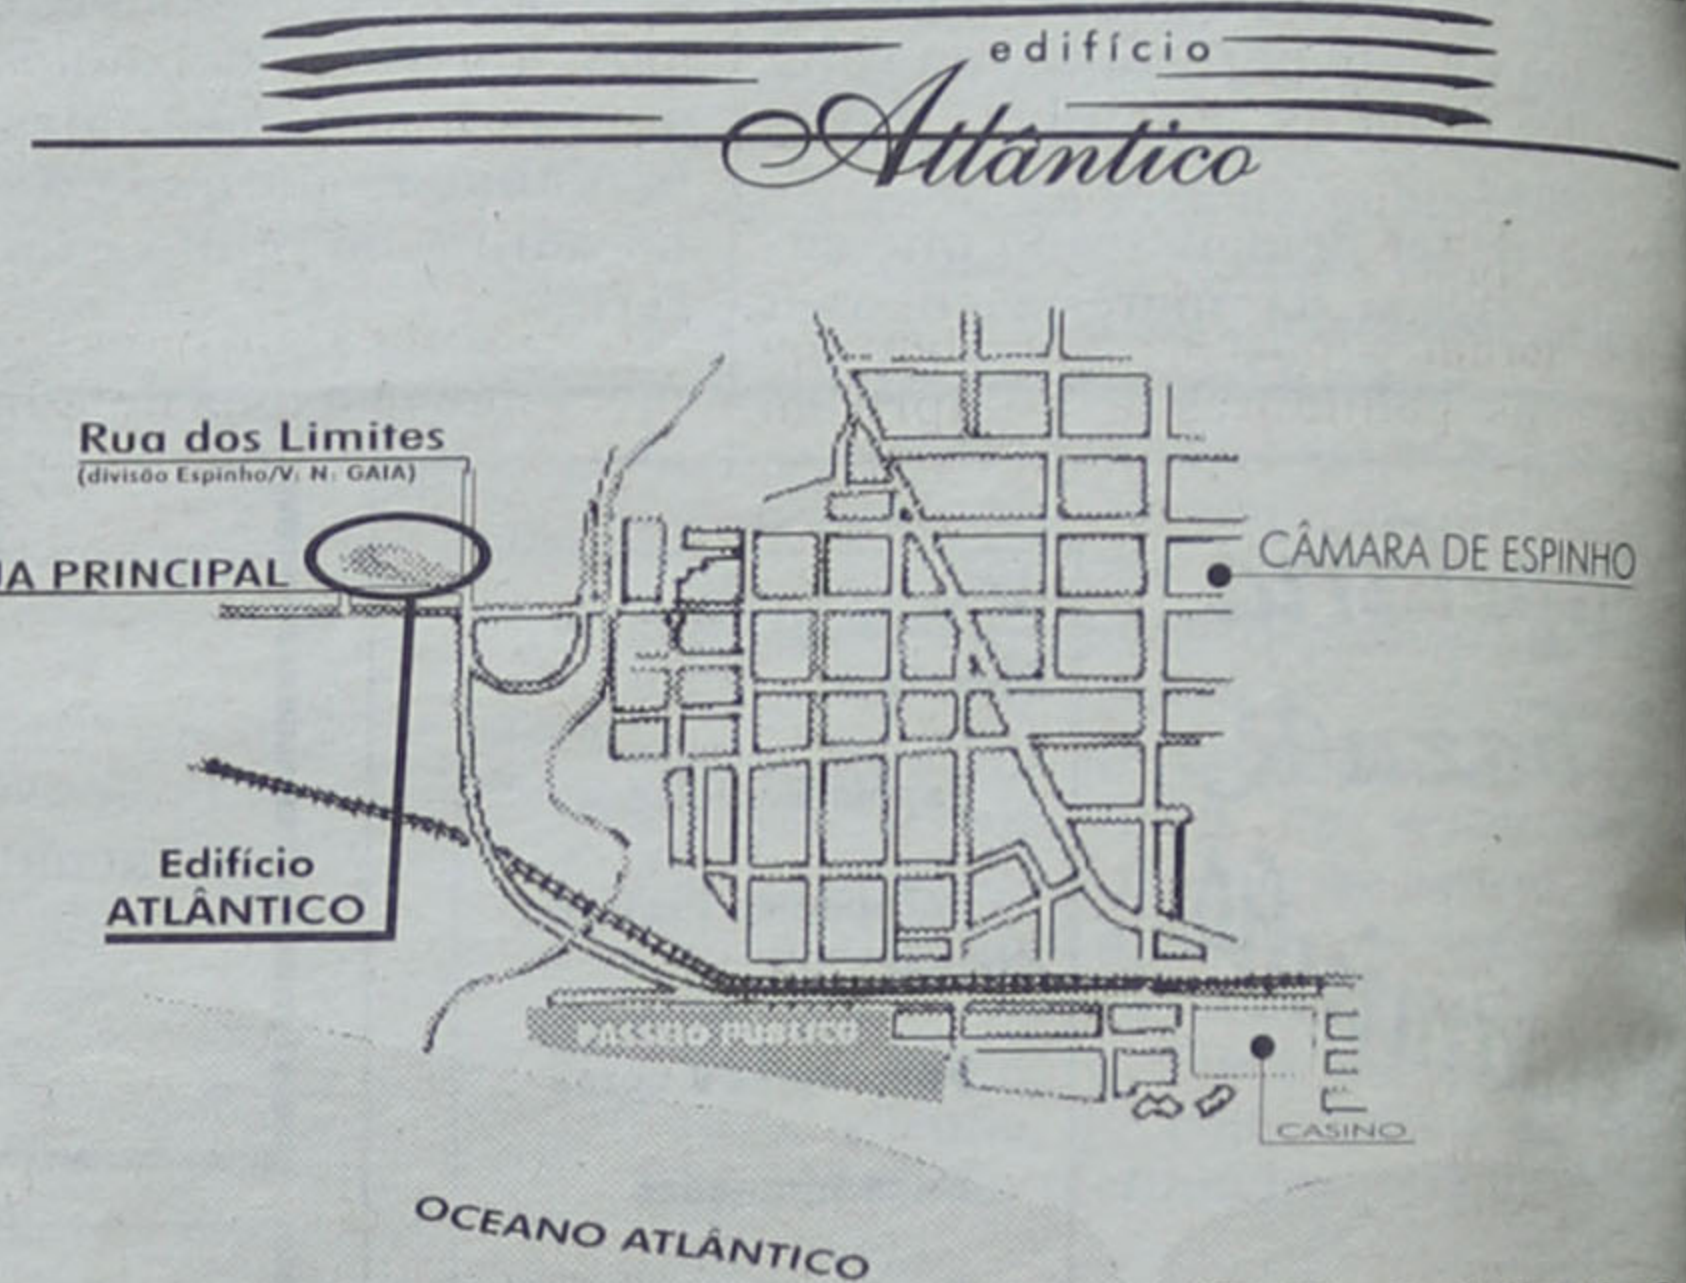 edifício
Atlântico
Rua dos Limites
(divisão Espinho/V. N. GAIA)
PRINCIPAL
CÂMARA DE ESPINHO
Edifício
ATLÂNTICO
PASSEIO PÚBLICO
CASINO
OCEANO ATLÂNTICO